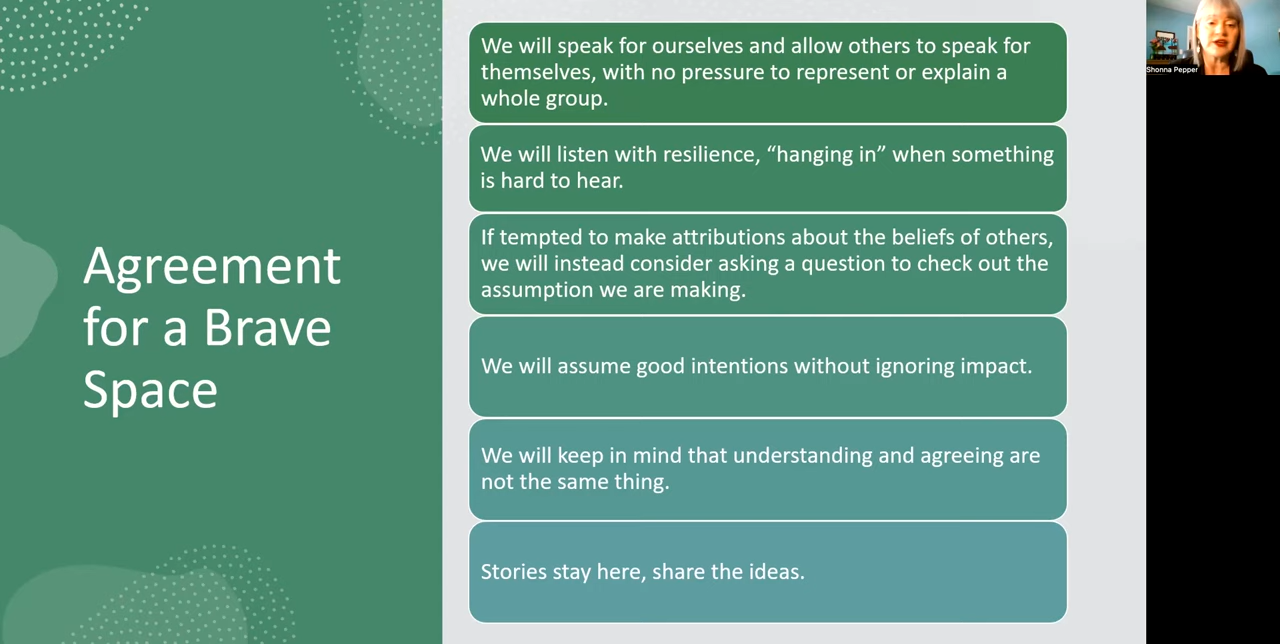 Agreement
for a Brave
Space
We will speak for ourselves and allow others to speak for
themselves, with no pressure to represent or explain a
whole group.
We will listen with resilience, “hanging in” when something
is hard to hear.
If tempted to make attributions about the beliefs of others,
we will instead consider asking a question to check out the
assumption we are making.
We will assume good intentions without ignoring impact.
We will keep in mind that understanding and agreeing are
not the same thing.
Stories stay here, share the ideas.
Shonna Pepper